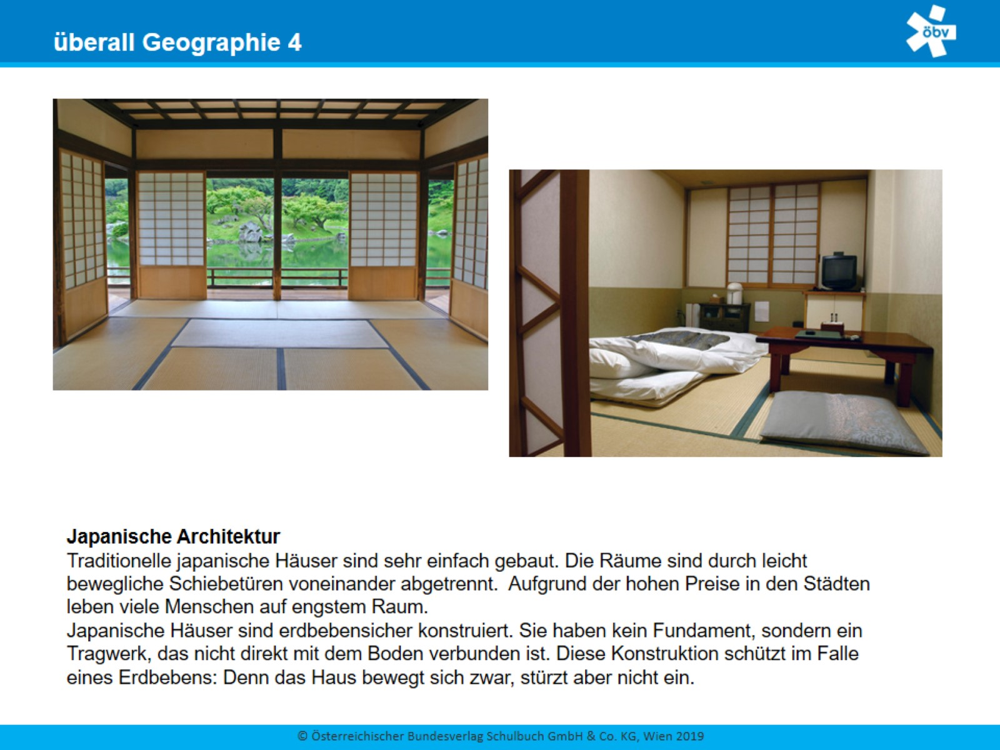 überall Geographie 4
öbv
Japanische Architektur
Traditionelle japanische Häuser sind sehr einfach gebaut. Die Räume sind durch leicht
bewegliche Schiebetüren voneinander abgetrennt.  Aufgrund der hohen Preise in den Städten
leben viele Menschen auf engstem Raum.
Japanische Häuser sind erdbebensicher konstruiert. Sie haben kein Fundament, sondern ein
Tragwerk, das nicht direkt mit dem Boden verbunden ist. Diese Konstruktion schützt im Falle
eines Erdbebens: Denn das Haus bewegt sich zwar, stürzt aber nicht ein.
© Österreichischer Bundesverlag Schulbuch GmbH & Co. KG, Wien 2019